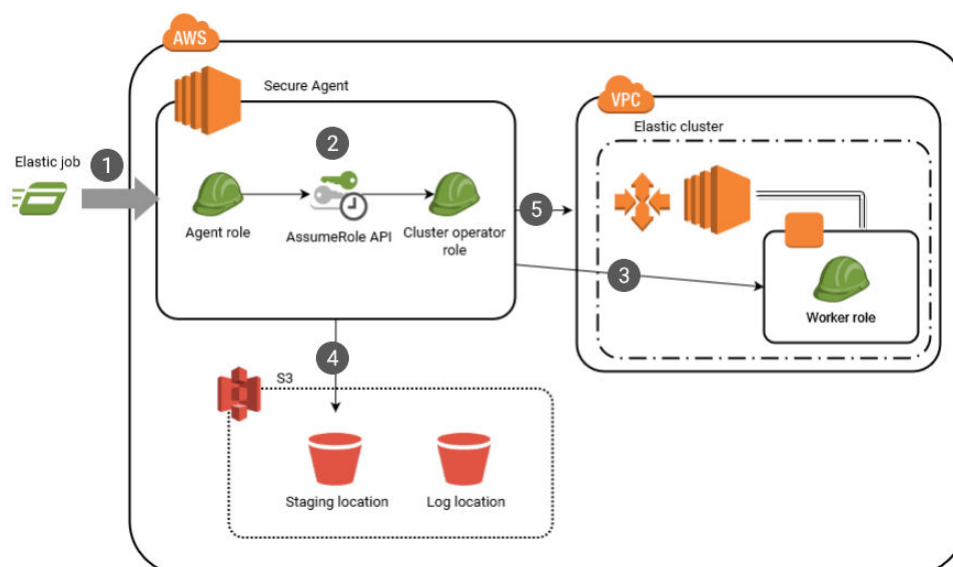 AWS
Secure Agent
VPC
Elastic cluster
Elastic job
1
2
Agent role
AssumeRole API
Cluster operator
role
5
3
Worker role
4
S3
Staging location
Log location